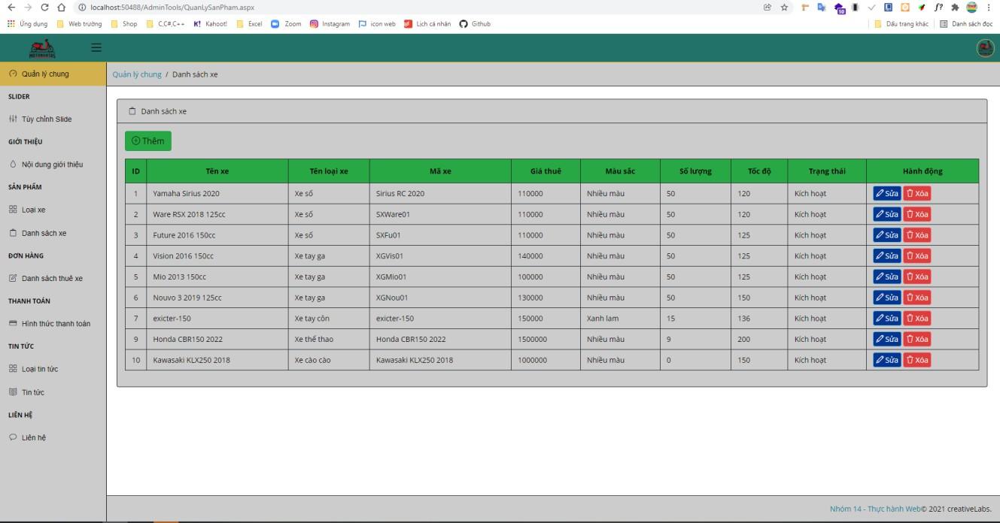 localhost:50488/AdminTools/QuanLySanPham.aspx
10
f?
Ứng dụng Web trường Shop C,C#,C++ K! Kahoot! Excel Zoom Instagram icon web Lịch cá nhân Github Dấu trang khác Danh sách đọc
MOTORENTAS
Quản lý chung
SLIDER
Tùy chỉnh Slide
GIỚI THIỆU
Nội dung giới thiệu
SẢN PHẨM
Loại xe
Danh sách xe
ĐƠN HÀNG
Danh sách thuê xe
THANH TOÁN
Hình thức thanh toán
TIN TỨC
Loại tin tức
Tin tức
LIÊN HỆ
Liên hệ
Quản lý chung / Danh sách xe
Danh sách xe
Thêm
ID Tên xe Tên loại xe Mã xe Giá thuê Màu sắc Số lượng Tốc độ Trạng thái Hành động
1 Yamaha Sirius 2020 Xe số Sirius RC 2020 110000 Nhiều màu 50 120 Kích hoạt Sửa Xóa
2 Ware RSX 2018 125cc Xe số SXWare01 110000 Nhiều màu 50 120 Kích hoạt Sửa Xóa
3 Future 2016 150cc Xe số SXFu01 110000 Nhiều màu 50 125 Kích hoạt Sửa Xóa
4 Vision 2016 150cc Xe tay ga XGVis01 140000 Nhiều màu 50 125 Kích hoạt Sửa Xóa
5 Mio 2013 150cc Xe tay ga XGMio01 100000 Nhiều màu 50 125 Kích hoạt Sửa Xóa
6 Nouvo 3 2019 125cc Xe tay ga XGNou01 130000 Nhiều màu 50 150 Kích hoạt Sửa Xóa
7 exicter-150 Xe tay côn exicter-150 150000 Xanh lam 15 136 Kích hoạt Sửa Xóa
9 Honda CBR150 2022 Xe thể thao Honda CBR150 2022 1500000 Nhiều màu 9 200 Kích hoạt Sửa Xóa
10 Kawasaki KLX250 2018 Xe cào cào Kawasaki KLX250 2018 1000000 Nhiều màu 0 150 Kích hoạt Sửa Xóa
Nhóm 14 - Thực hành Web© 2021 creativeLabs.